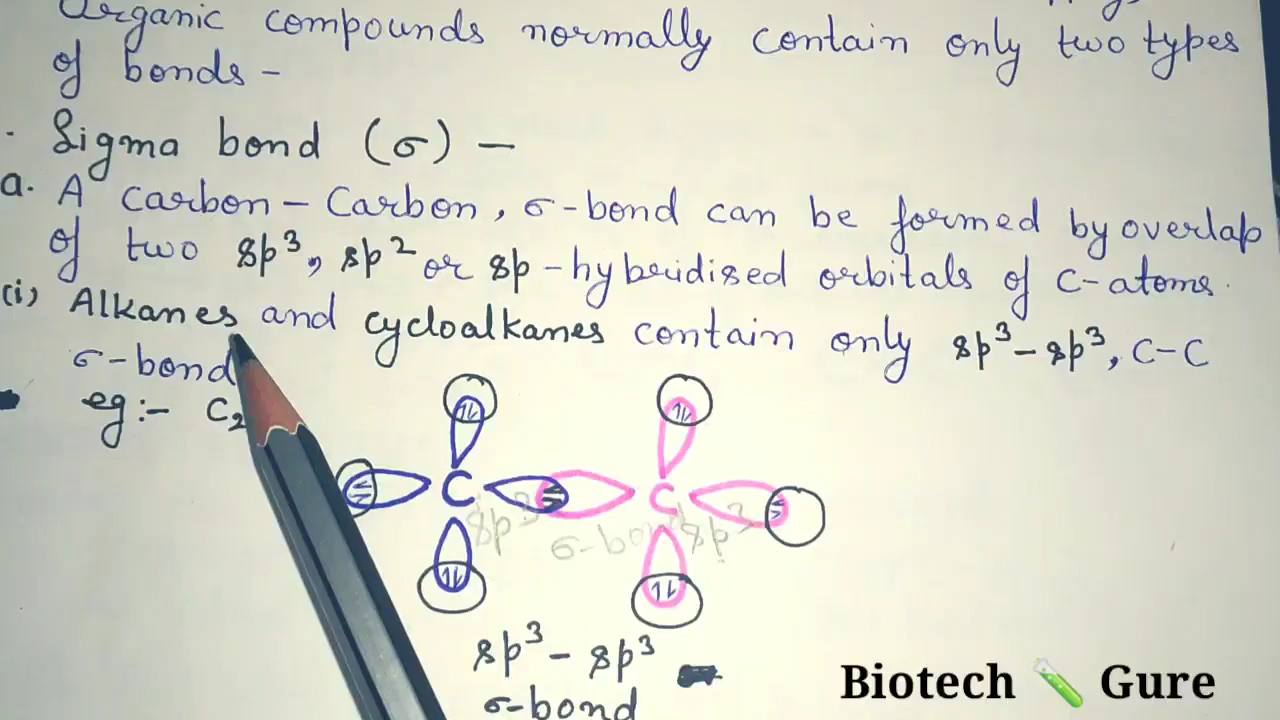 Organic compounds normally contain only two types
of bonds -
Sigma bond (σ) -
a. A carbon - Carbon, σ-bond can be formed by overlap
of two sp³, sp² or sp-hybridised orbitals of C-atoms.
(i) Alkanes and cycloalkanes contain only sp³-sp³, C-C
σ-bond
eg:- C₂
C C
sp³ sp³
σ-bond
sp³ - sp³
σ-bond
Biotech Gure